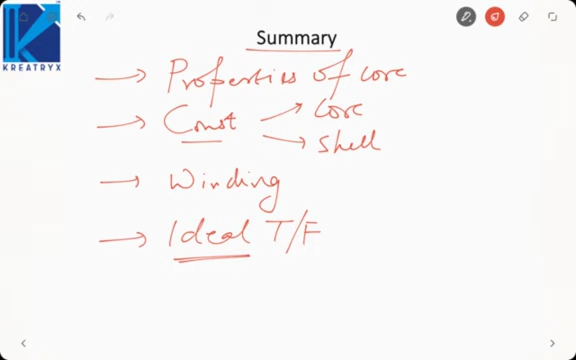 Summary
KREATRYX
→ Properties of core
→ Const → Core
→ Shell
→ Winding
→ Ideal T/F